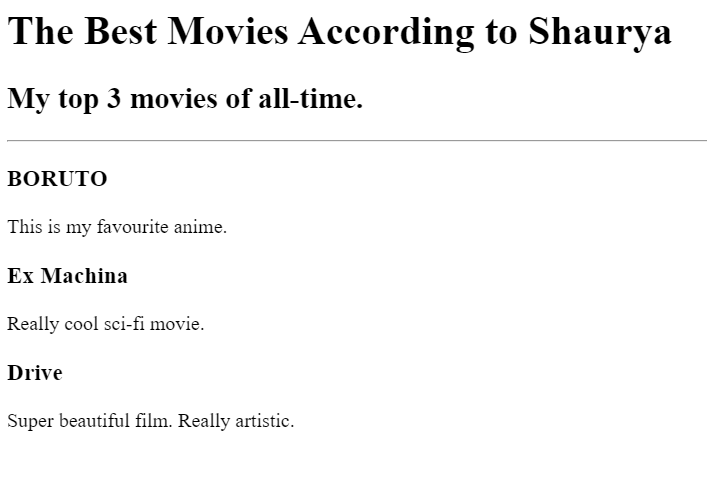 The Best Movies According to Shaurya
My top 3 movies of all-time.
BORUTO
This is my favourite anime.
Ex Machina
Really cool sci-fi movie.
Drive
Super beautiful film. Really artistic.